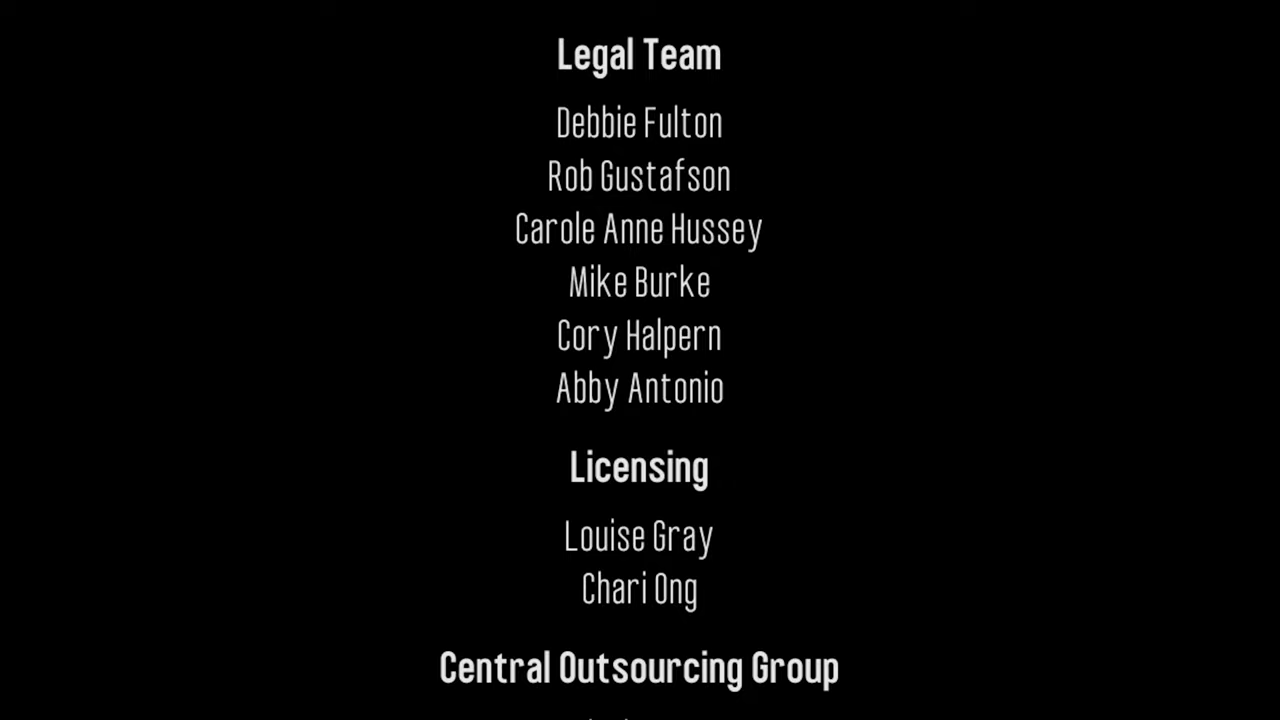 Legal Team
Debbie Fulton
Rob Gustafson
Carole Anne Hussey
Mike Burke
Cory Halpern
Abby Antonio
Licensing
Louise Gray
Chari Ong
Central Outsourcing Group